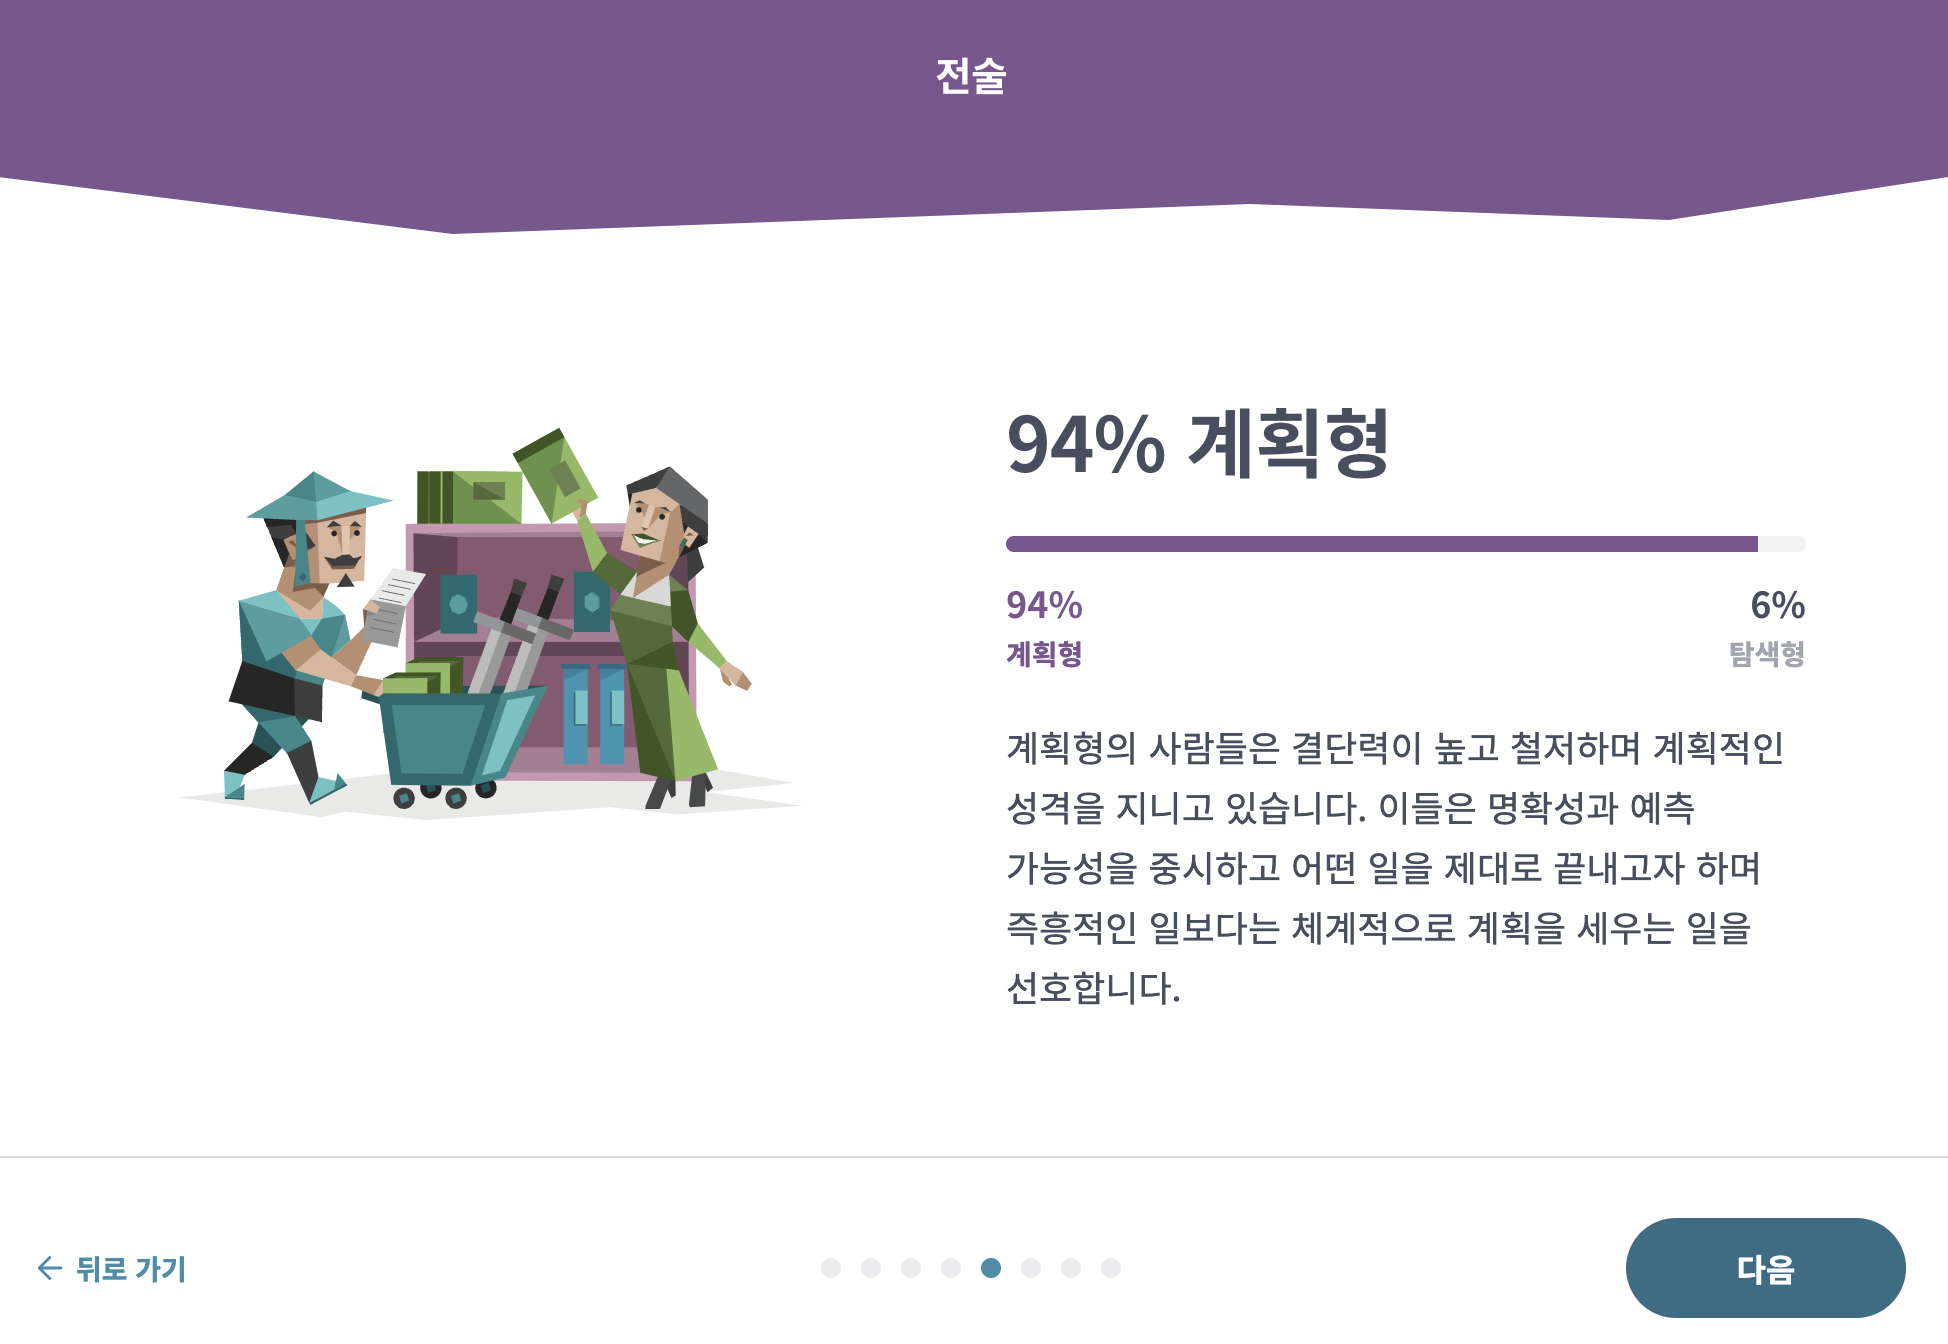 전술
94% 계획형
94%
6%
계획형
탐색형
계획형의 사람들은 결단력이 높고 철저하며 계획적인
성격을 지니고 있습니다. 이들은 명확성과 예측
가능성을 중시하고 어떤 일을 제대로 끝내고자 하며
즉흥적인 일보다는 체계적으로 계획을 세우는 일을
선호합니다.
← 뒤로 가기
다음